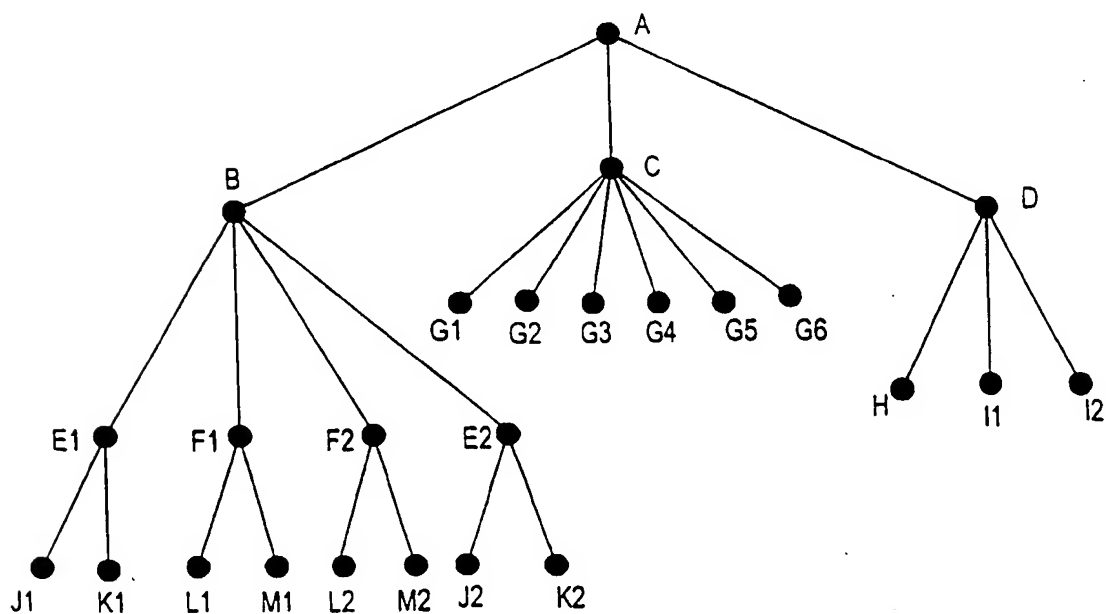 A
B
C
D
G1 G2 G3 G4 G5 G6
H I1 I2
E1 F1 F2 E2
J1 K1 L1 M1 L2 M2 J2 K2